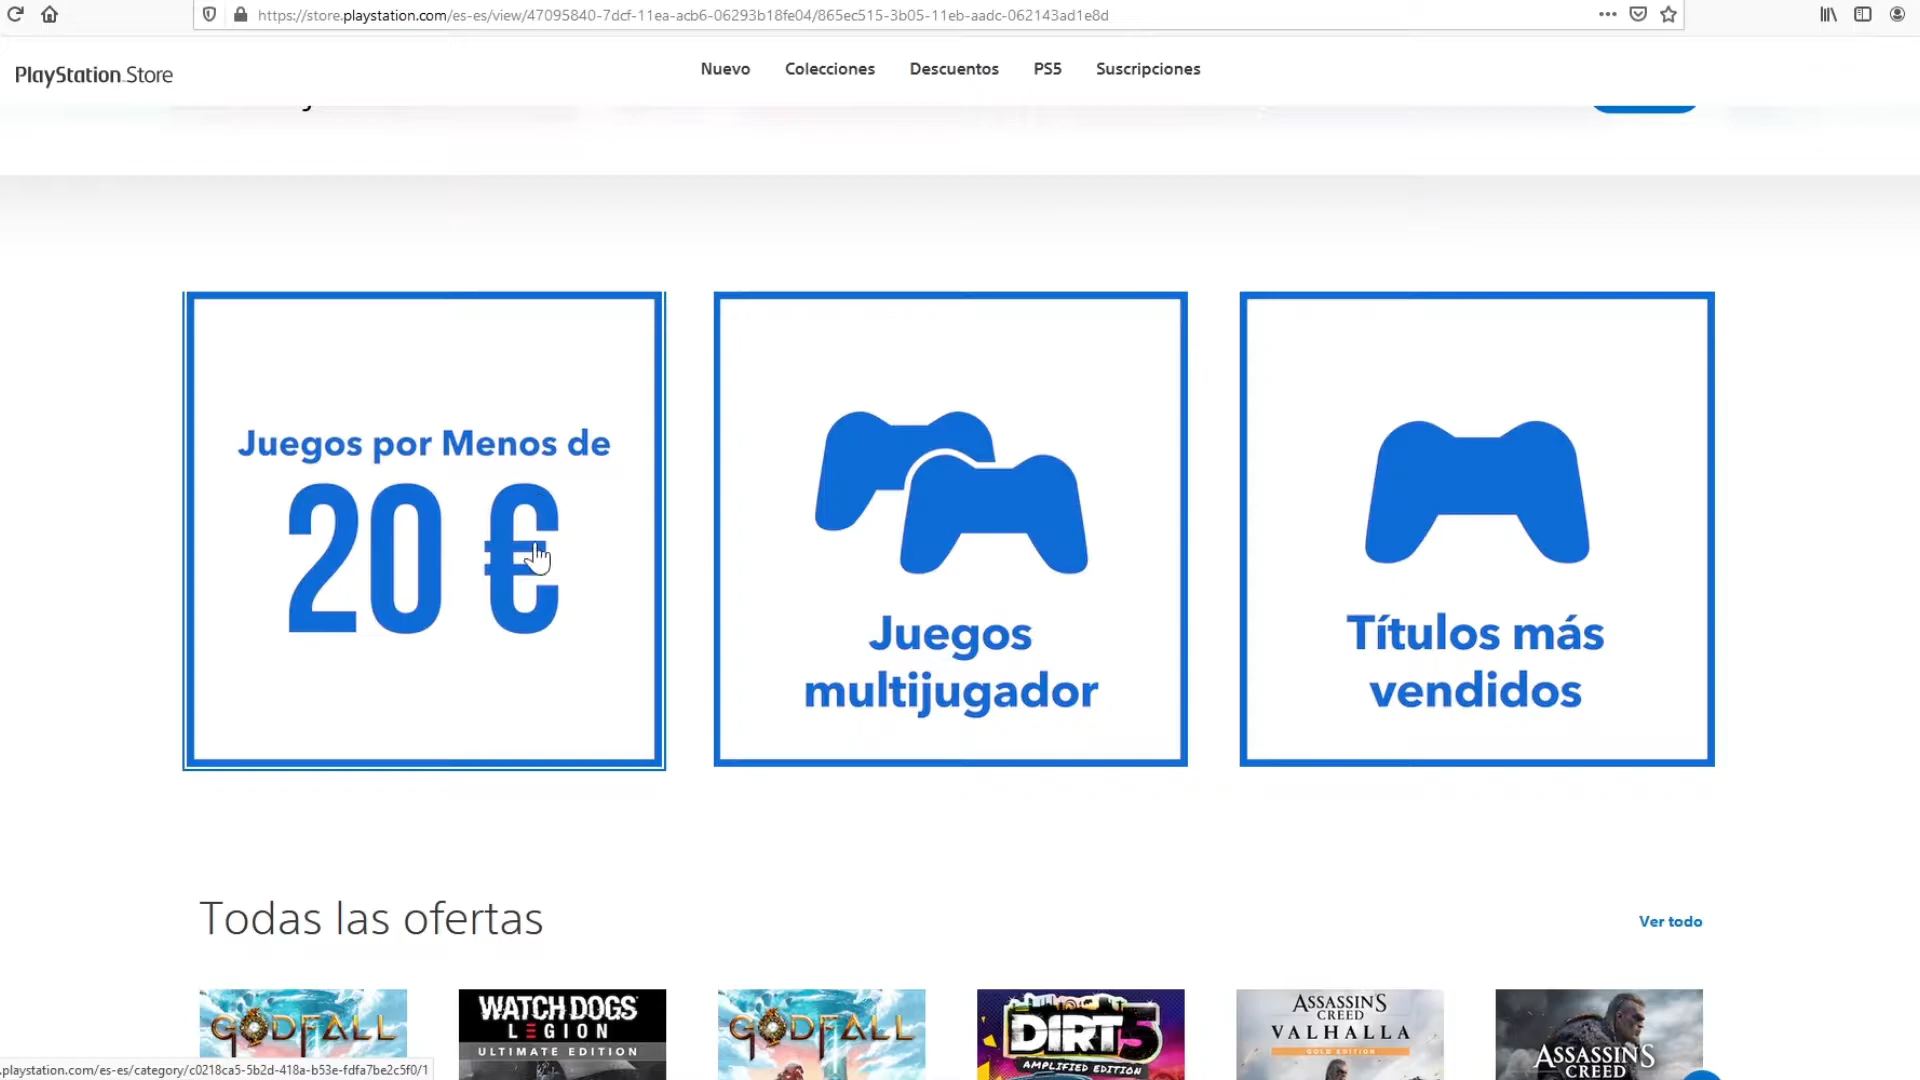 https://store.playstation.com/es-es/view/47095840-7dcf-11ea-acb6-06293b18fe04/865ec515-3b05-11eb-aadc-062143ad1e8d
PlayStation Store
Nuevo
Colecciones
Descuentos
PS5
Suscripciones
Juegos por Menos de
20 €
Juegos
multijugador
Títulos más
vendidos
Todas las ofertas
Ver todo
GODFALL
WATCH DOGS
LEGION
ULTIMATE EDITION
GODFALL
DIRT 5
AMPLIFIED EDITION
ASSASSIN'S
CREED
VALHALLA
GOLD EDITION
ASSASSIN'S
CREED
.playstation.com/es-es/category/c0218ca5-5b2d-418a-b53e-fdfa7be2c5f0/1